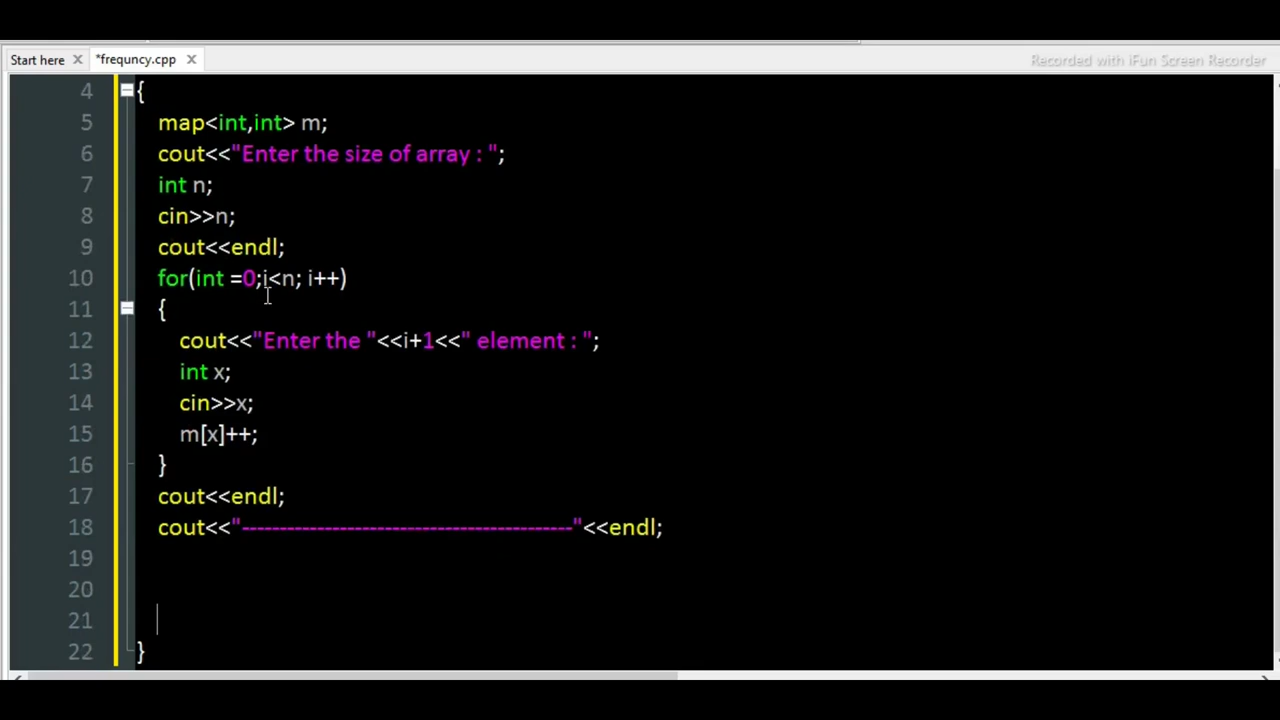 Start here
*frequncy.cpp
Recorded with iFun Screen Recorder
4 {
5 map<int,int> m;
6 cout<<"Enter the size of array : ";
7 int n;
8 cin>>n;
9 cout<<endl;
10 for(int =0;i<n; i++)
11 {
12 cout<<"Enter the "<<i+1<<" element : ";
13 int x;
14 cin>>x;
15 m[x]++;
16 }
17 cout<<endl;
18 cout<<"--------------------------------------------"<<endl;
19
20
21
22 }